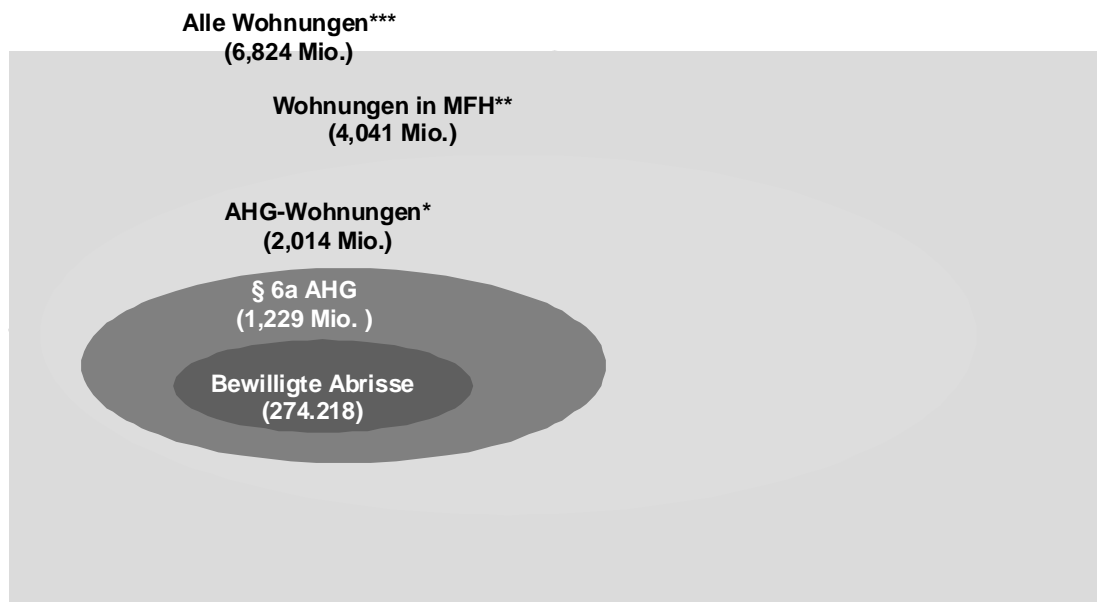 Alle Wohnungen***
(6,824 Mio.)
Wohnungen in MFH**
(4,041 Mio.)
AHG-Wohnungen*
(2,014 Mio.)
§ 6a AHG
(1,229 Mio. )
Bewilligte Abrisse
(274.218)